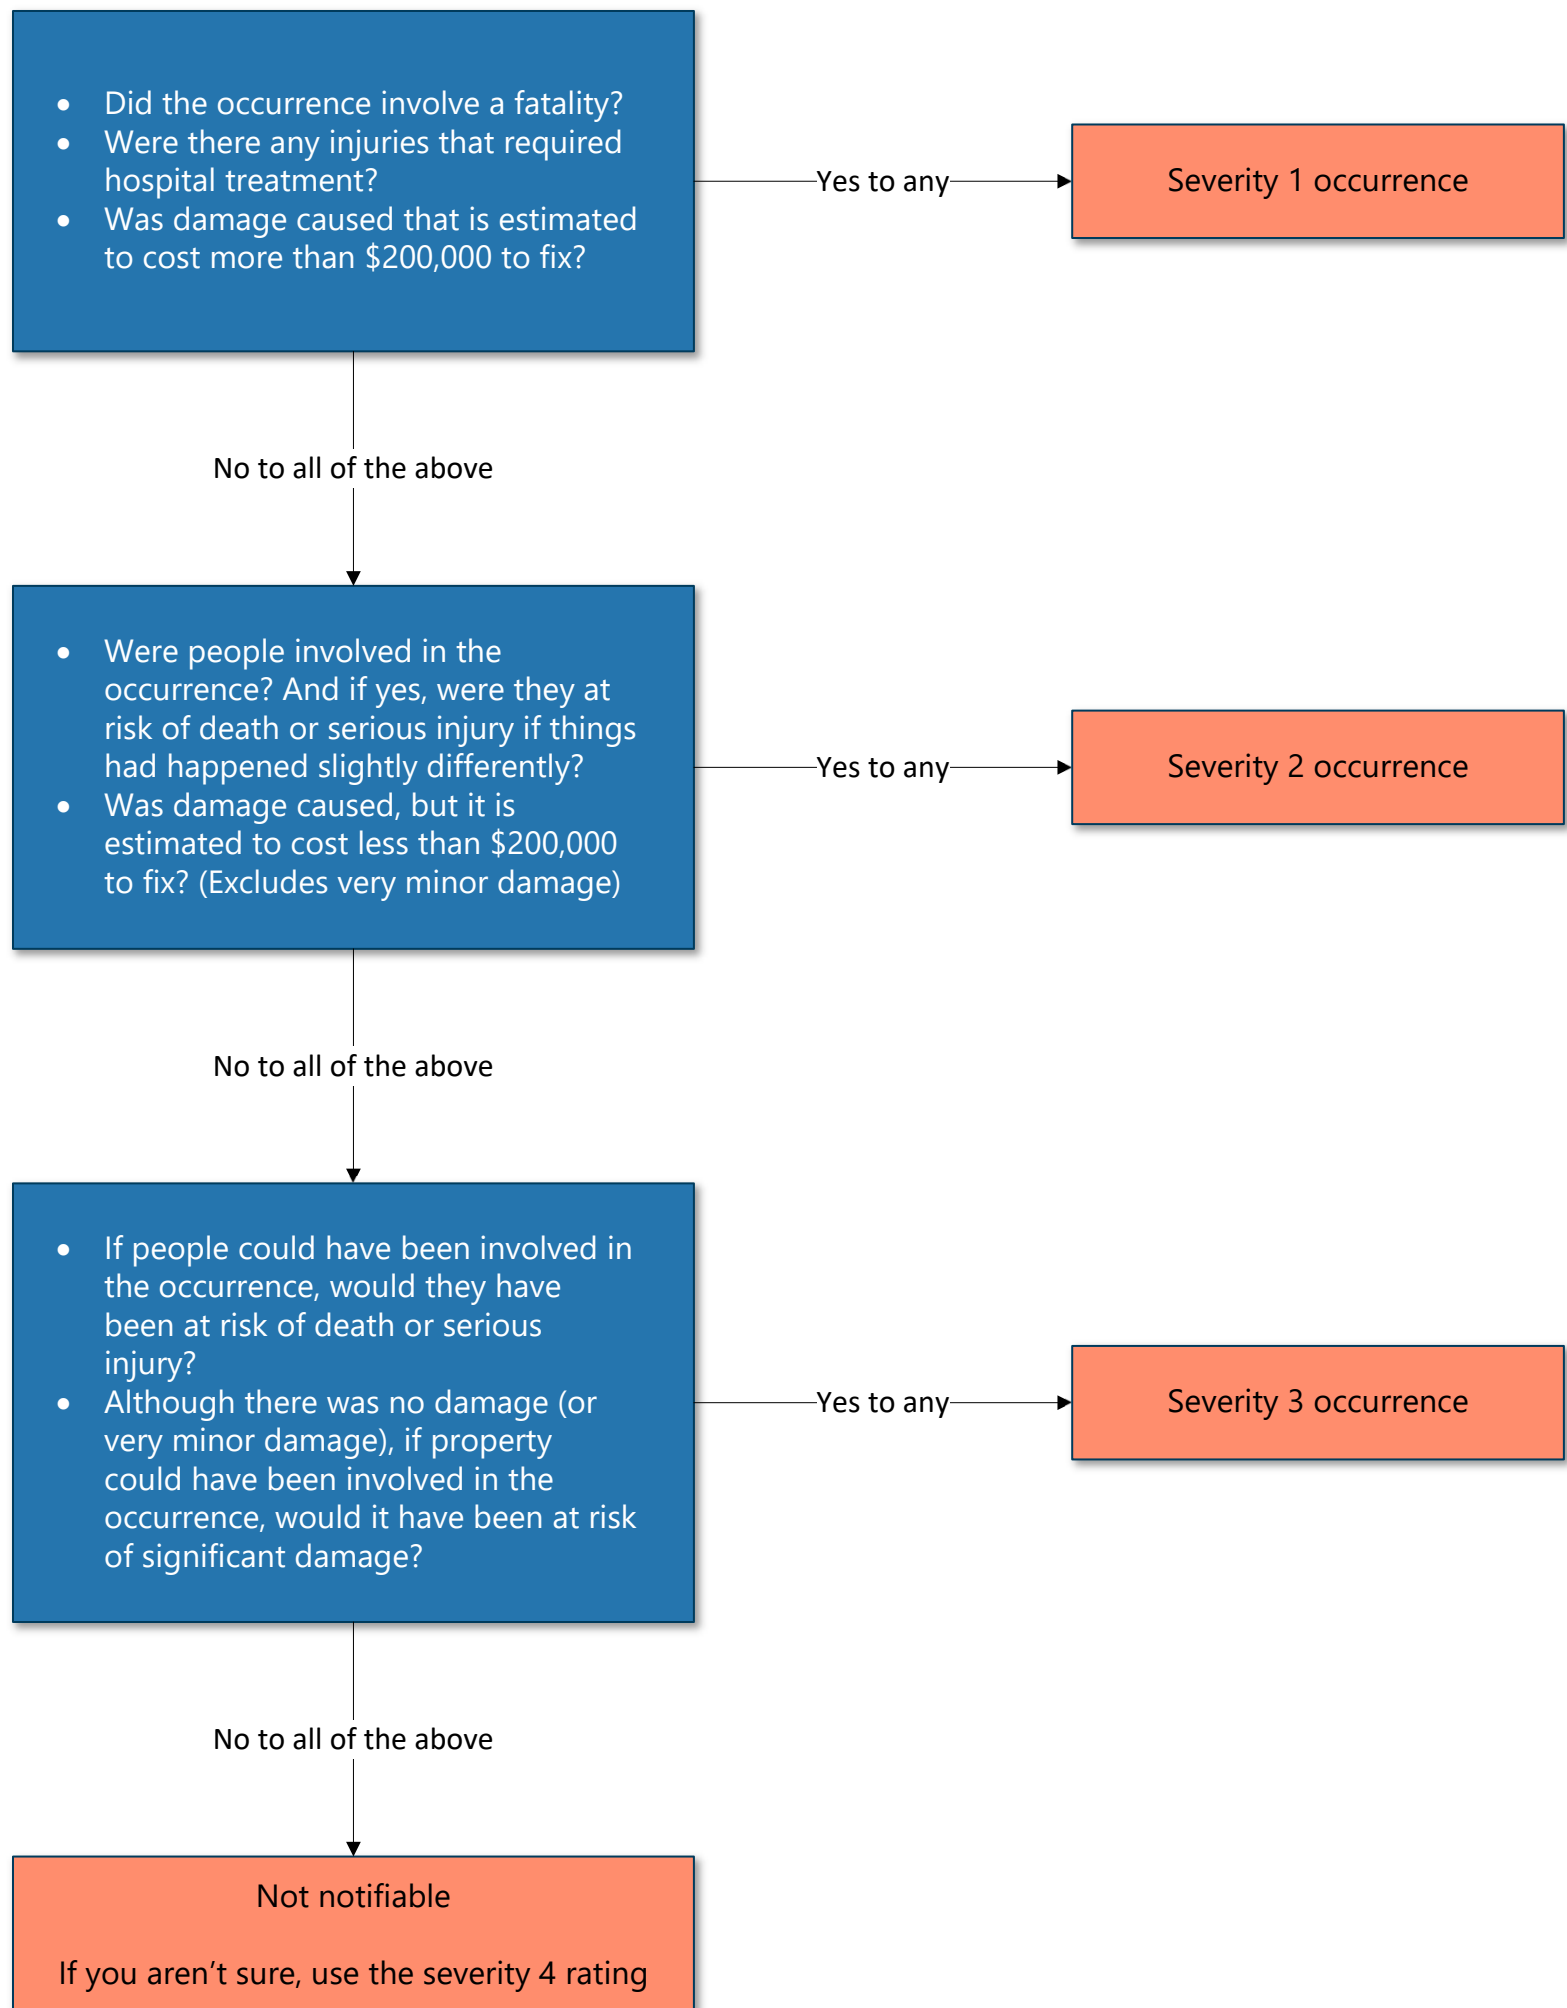 • Did the occurrence involve a fatality?
• Were there any injuries that required
hospital treatment?
• Was damage caused that is estimated
to cost more than $200,000 to fix?
Yes to any
Severity 1 occurrence
No to all of the above
• Were people involved in the
occurrence? And if yes, were they at
risk of death or serious injury if things
had happened slightly differently?
• Was damage caused, but it is
estimated to cost less than $200,000
to fix? (Excludes very minor damage)
Yes to any
Severity 2 occurrence
No to all of the above
• If people could have been involved in
the occurrence, would they have
been at risk of death or serious
injury?
• Although there was no damage (or
very minor damage), if property
could have been involved in the
occurrence, would it have been at risk
of significant damage?
Yes to any
Severity 3 occurrence
No to all of the above
Not notifiable
If you aren’t sure, use the severity 4 rating